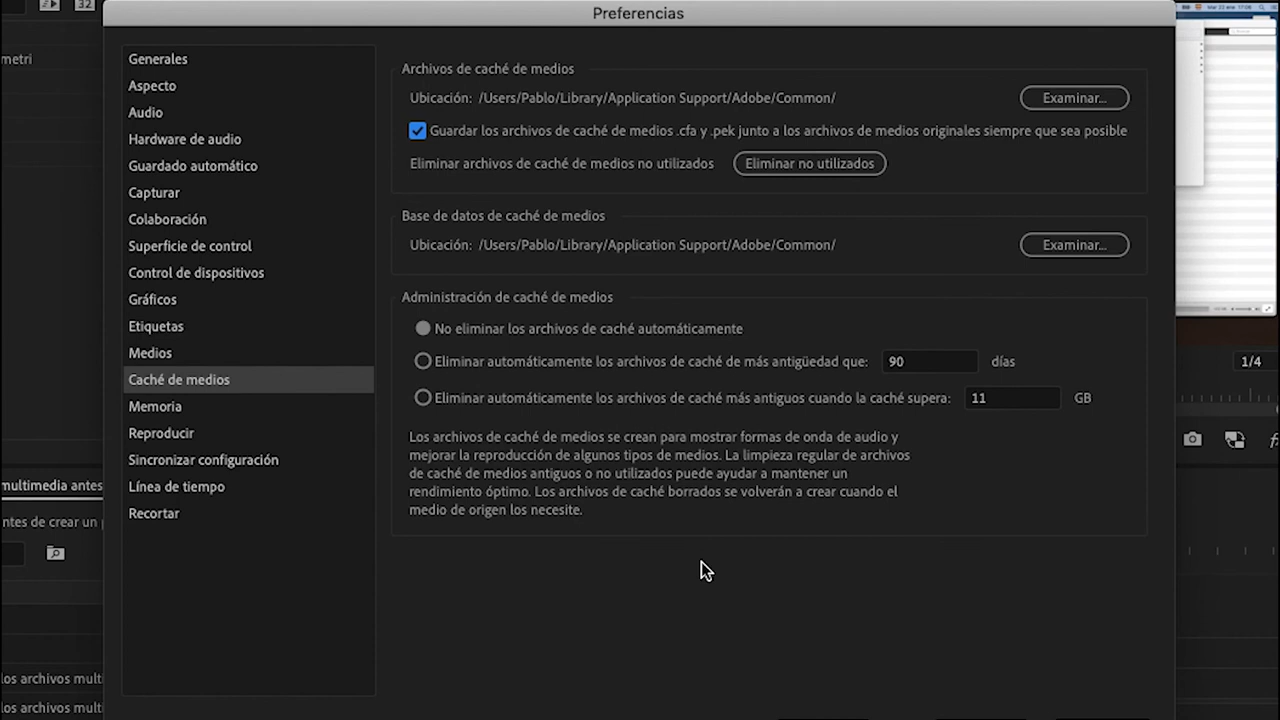 Preferencias
32
Mar 22 ene 17:06
metri
Generales
Aspecto
Audio
Hardware de audio
Guardado automático
Capturar
Colaboración
Superficie de control
Control de dispositivos
Gráficos
Etiquetas
Medios
Caché de medios
Memoria
Reproducir
Sincronizar configuración
Línea de tiempo
Recortar
Archivos de caché de medios
Ubicación: /Users/Pablo/Library/Application Support/Adobe/Common/
Examinar...
Guardar los archivos de caché de medios .cfa y .pek junto a los archivos de medios originales siempre que sea posible
Eliminar archivos de caché de medios no utilizados
Eliminar no utilizados
Base de datos de caché de medios
Ubicación: /Users/Pablo/Library/Application Support/Adobe/Common/
Examinar...
Administración de caché de medios
No eliminar los archivos de caché automáticamente
Eliminar automáticamente los archivos de caché de más antigüedad que: 90 días
Eliminar automáticamente los archivos de caché más antiguos cuando la caché supera: 11 GB
Los archivos de caché de medios se crean para mostrar formas de onda de audio y
mejorar la reproducción de algunos tipos de medios. La limpieza regular de archivos
de caché de medios antiguos o no utilizados puede ayudar a mantener un
rendimiento óptimo. Los archivos de caché borrados se volverán a crear cuando el
medio de origen los necesite.
1/4
multimedia antes
ntes de crear un p
los archivos multi
los archivos multi